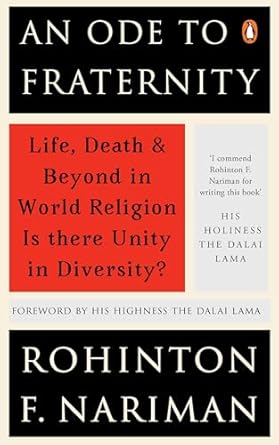 AN ODE TO
FRATERNITY
Life, Death &
Beyond in
World Religion
Is there Unity
in Diversity?
'I commend
Rohinton F.
Nariman for
writing this book'
HIS
HOLINESS
THE DALAI
LAMA
FOREWORD BY HIS HIGHNESS THE DALAI LAMA
ROHINTON
F. NARIMAN